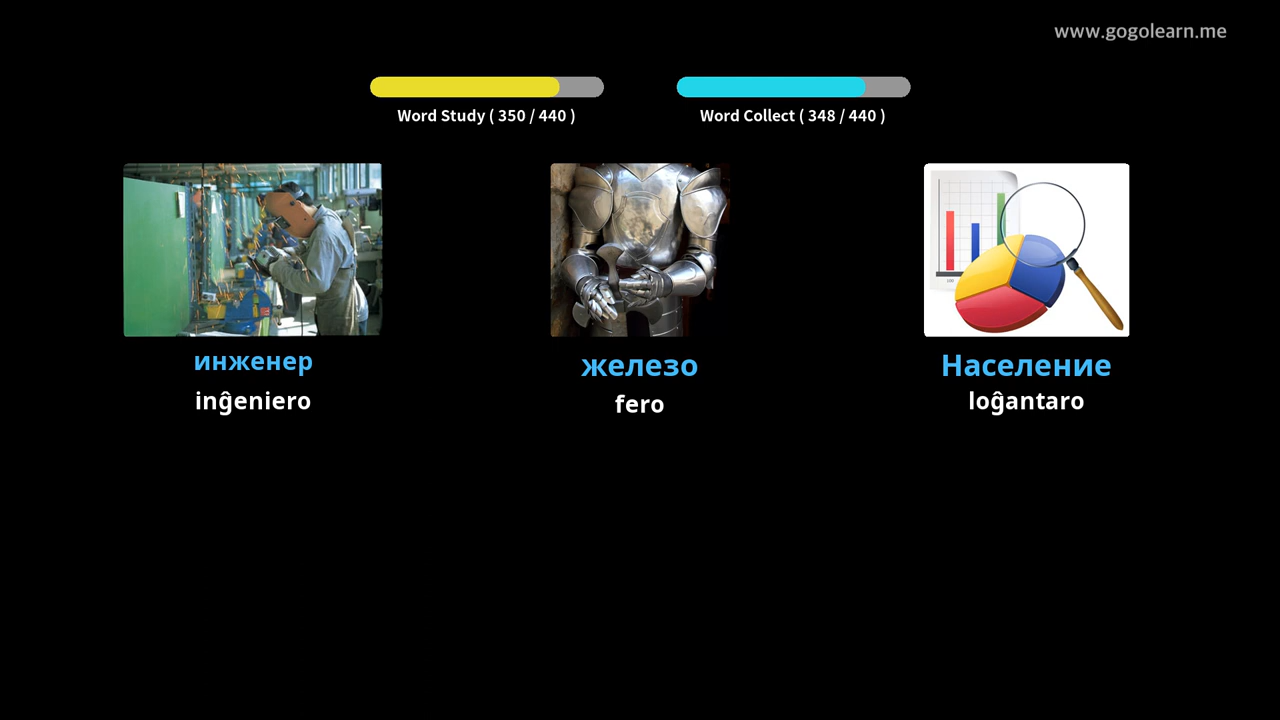 www.gogolearn.me
Word Study ( 350 / 440 )
Word Collect ( 348 / 440 )
инженер
inĝeniero
железо
fero
Население
loĝantaro